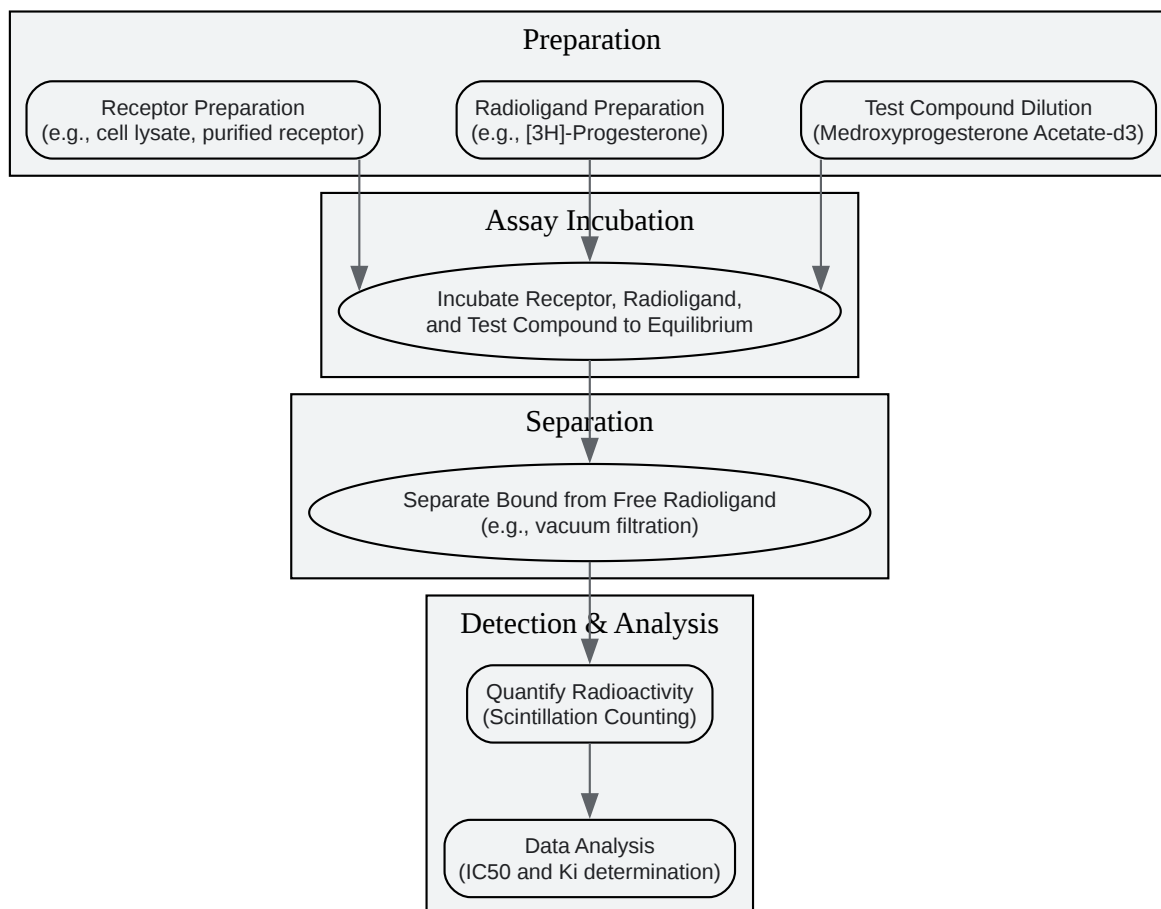 Preparation
Receptor Preparation
(e.g., cell lysate, purified receptor)
Radioligand Preparation
(e.g., [3H]-Progesterone)
Test Compound Dilution
(Medroxyprogesterone Acetate-d3)
Assay Incubation
Incubate Receptor, Radioligand,
and Test Compound to Equilibrium
Separation
Separate Bound from Free Radioligand
(e.g., vacuum filtration)
Detection & Analysis
Quantify Radioactivity
(Scintillation Counting)
Data Analysis
(IC50 and Ki determination)